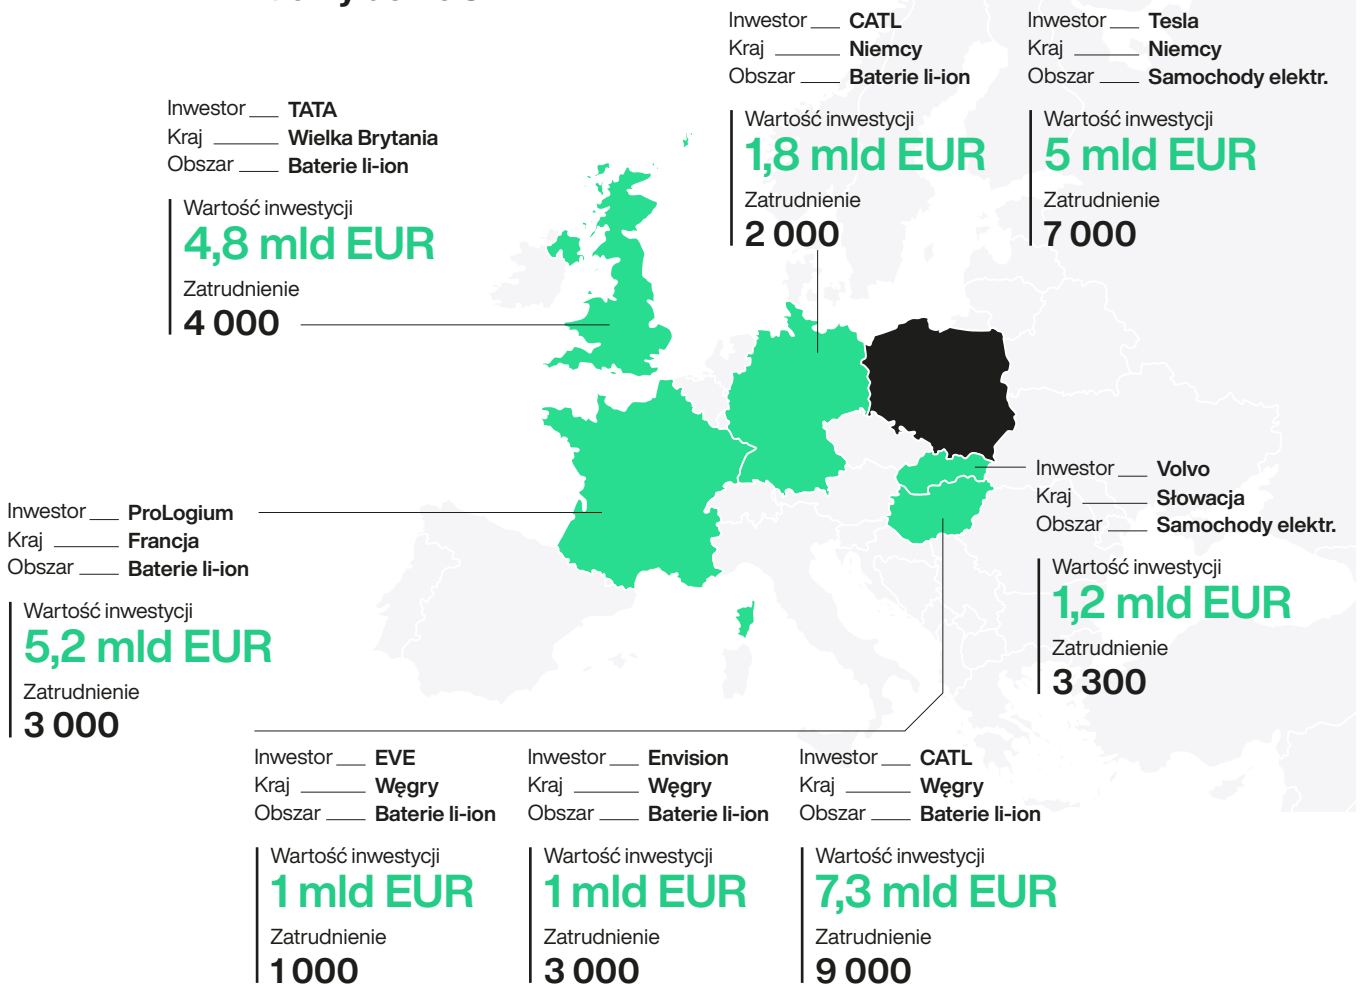 Inwestor CATL
Kraj Niemcy
Obszar Baterie li-ion
Wartość inwestycji
1,8 mld EUR
Zatrudnienie
2 000
Inwestor Tesla
Kraj Niemcy
Obszar Samochody elektr.
Wartość inwestycji
5 mld EUR
Zatrudnienie
7 000
Inwestor TATA
Kraj Wielka Brytania
Obszar Baterie li-ion
Wartość inwestycji
4,8 mld EUR
Zatrudnienie
4 000
Inwestor Volvo
Kraj Słowacja
Obszar Samochody elektr.
Wartość inwestycji
1,2 mld EUR
Zatrudnienie
3 300
Inwestor ProLogium
Kraj Francja
Obszar Baterie li-ion
Wartość inwestycji
5,2 mld EUR
Zatrudnienie
3 000
Inwestor EVE
Kraj Węgry
Obszar Baterie li-ion
Wartość inwestycji
1 mld EUR
Zatrudnienie
1 000
Inwestor Envision
Kraj Węgry
Obszar Baterie li-ion
Wartość inwestycji
1 mld EUR
Zatrudnienie
3 000
Inwestor CATL
Kraj Węgry
Obszar Baterie li-ion
Wartość inwestycji
7,3 mld EUR
Zatrudnienie
9 000